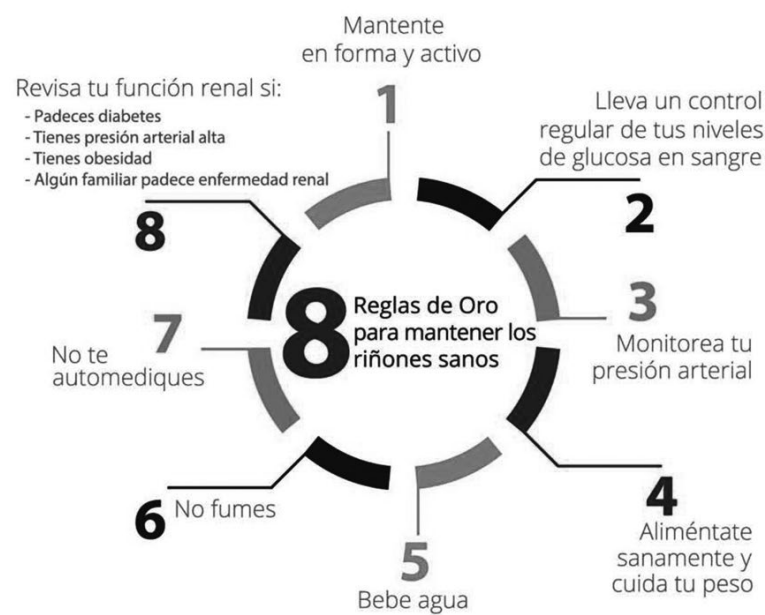 8
Reglas de Oro
para mantener los
riñones sanos
1
Mantente
en forma y activo
2
Lleva un control
regular de tus niveles
de glucosa en sangre
3
Monitorea tu
presión arterial
4
Aliméntate
sanamente y
cuida tu peso
5
Bebe agua
6
No fumes
7
No te
automediques
8
Revisa tu función renal si:
- Padeces diabetes
- Tienes presión arterial alta
- Tienes obesidad
- Algún familiar padece enfermedad renal